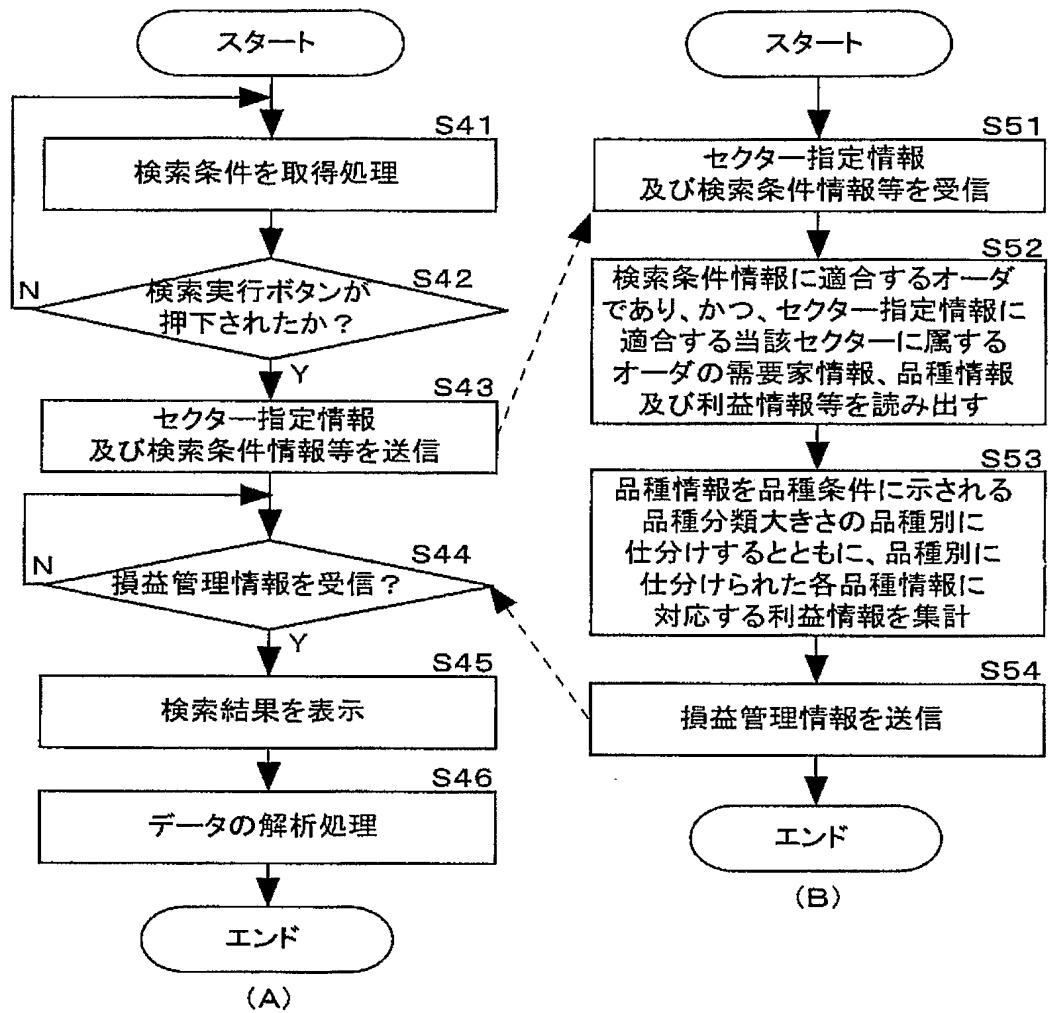 スタート
S41
検索条件を取得処理
S42
検索実行ボタンが
押下されたか？
N
Y
S43
セクター指定情報
及び検索条件情報等を送信
S44
損益管理情報を受信？
N
Y
S45
検索結果を表示
S46
データの解析処理
エンド
(A)
スタート
S51
セクター指定情報
及び検索条件情報等を受信
S52
検索条件情報に適合するオーダ
であり、かつ、セクター指定情報に
適合する当該セクターに属する
オーダの需要家情報、品種情報
及び利益情報等を読み出す
S53
品種情報を品種条件に示される
品種分類大きさの品種別に
仕分けするとともに、品種別に
仕分けられた各品種情報に
対応する利益情報を集計
S54
損益管理情報を送信
エンド
(B)